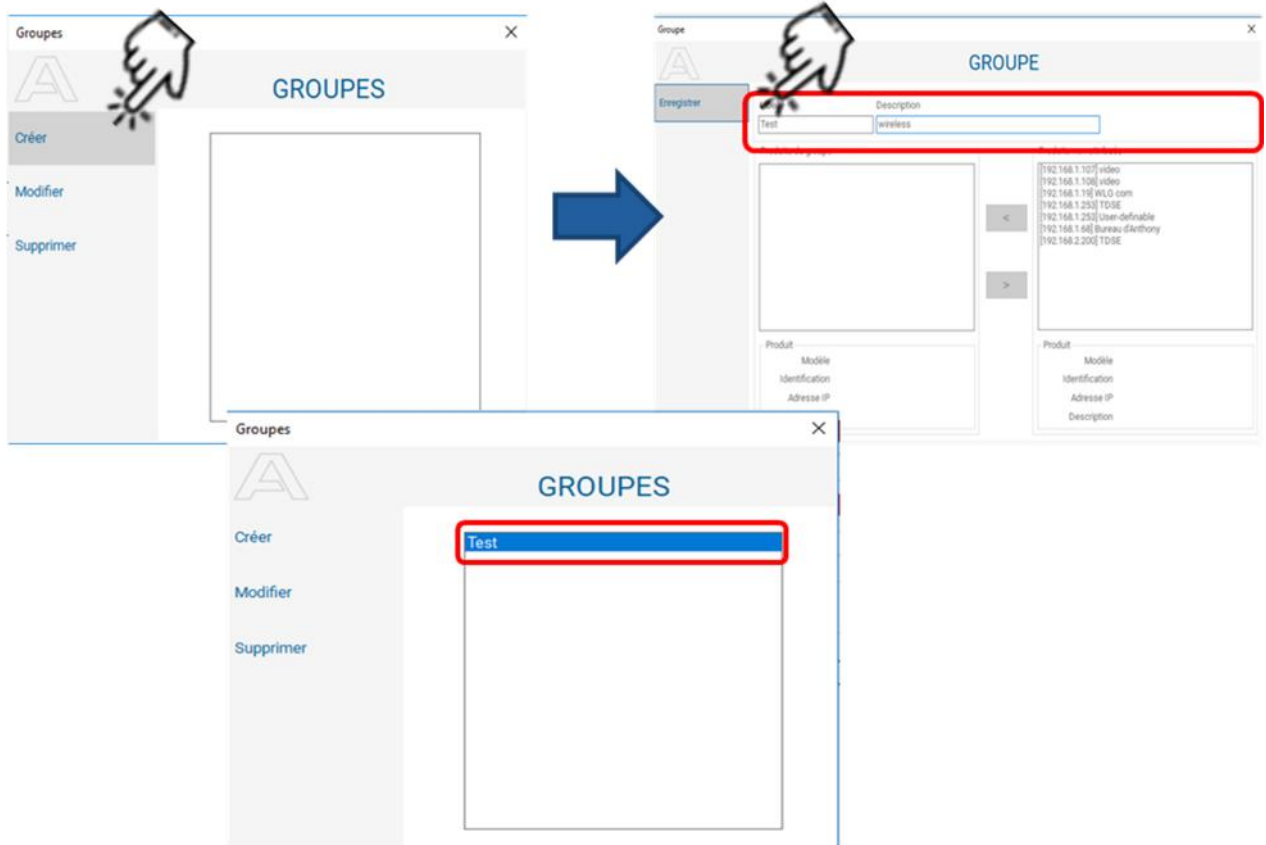 Groupes
GROUPES
Créer
Modifier
Supprimer
Groupe
GROUPE
Enregistrer
Description
Test
wireless
[192.168.1.107] video
[192.168.1.108] video
[192.168.1.19] WLG com
[192.168.1.253] TDSE
[192.168.1.253] User-definable
[192.168.1.68] Bureau d'Anthony
[192.168.2.200] TDSE
<
>
Produit
Modèle
Identification
Adresse IP
Produit
Modèle
Identification
Adresse IP
Description
Groupes
GROUPES
Créer
Modifier
Supprimer
Test